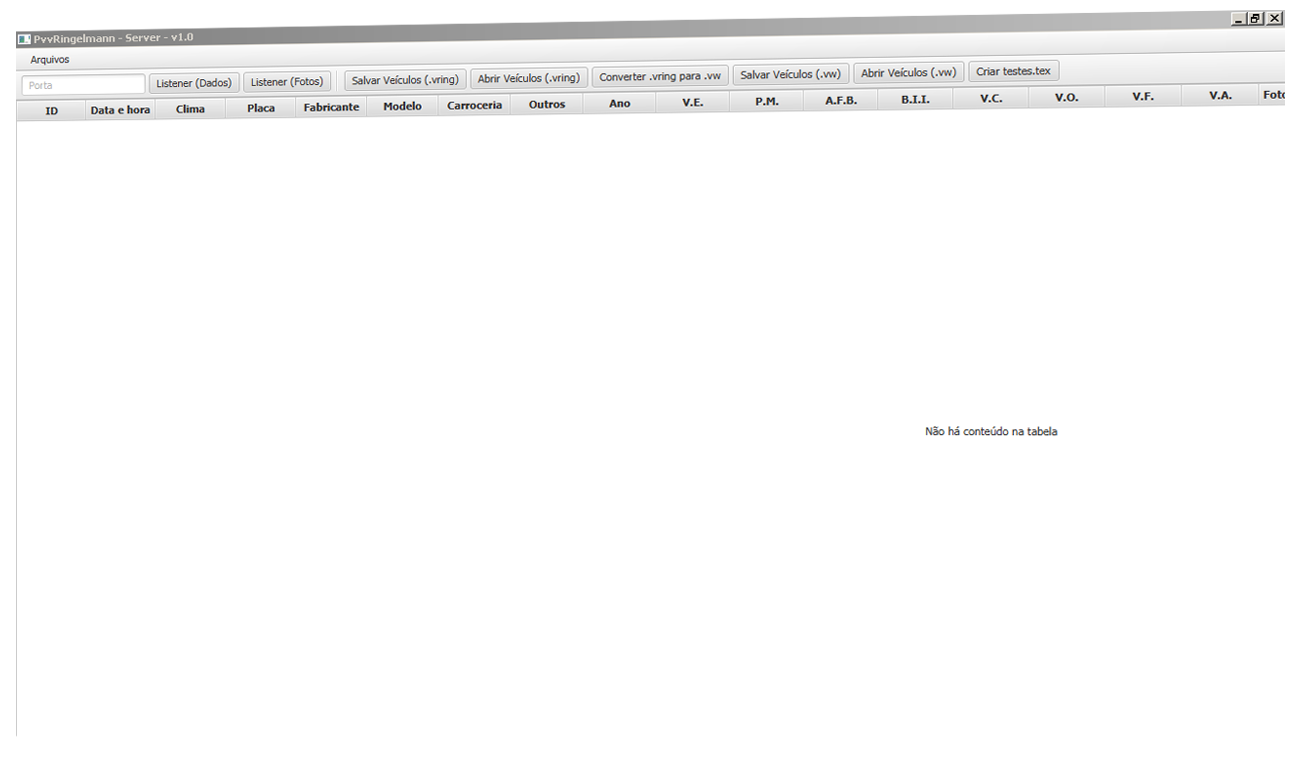 PvvRingelmann - Server - v1.0
Arquivos
Porta Listener (Dados) Listener (Fotos) Salvar Veículos (.vring) Abrir Veículos (.vring) Converter .vring para .vw Salvar Veículos (.vw) Abrir Veículos (.vw) Criar testes.tex
ID Data e hora Clima Placa Fabricante Modelo Carroceria Outros Ano V.E. P.M. A.F.B. B.I.I. V.C. V.O. V.F. V.A.
Não há conteúdo na tabela